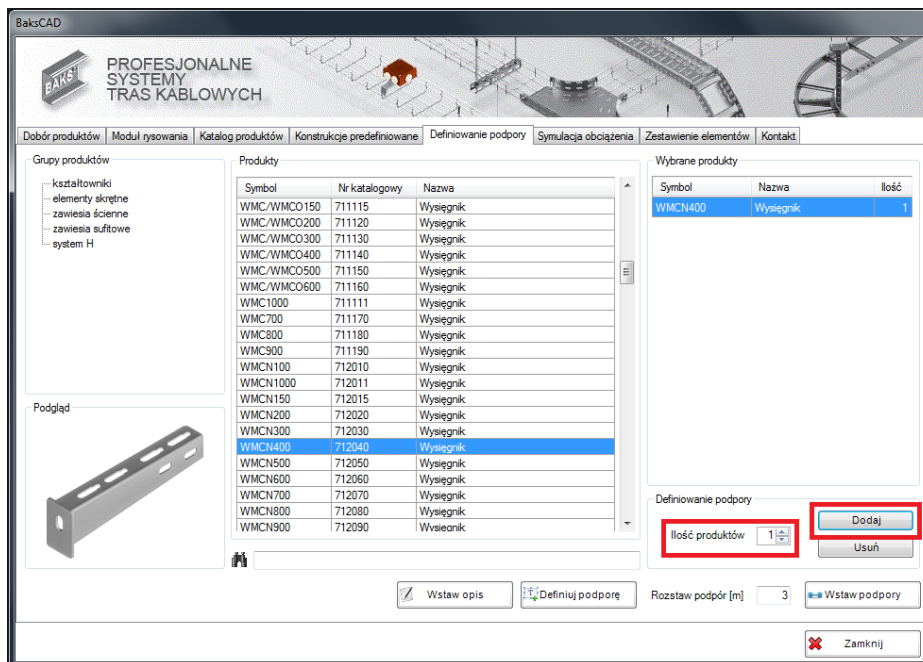 BaksCAD
BAKS
PROFESJONALNE
SYSTEMY
TRAS KABLOWYCH
Dobór produktów Moduł rysowania Katalog produktów Konstrukcje predefiniowane Definiowanie podpory Symulacja obciążenia Zestawienie elementów Kontakt
Grupy produktów
kształtowniki
elementy skrętne
zawiesia ścienne
zawiesia sufitowe
system H
Podgląd
Produkty
Symbol Nr katalogowy Nazwa
WMC/WMCO150 711115 Wysięgnik
WMC/WMCO200 711120 Wysięgnik
WMC/WMCO300 711130 Wysięgnik
WMC/WMCO400 711140 Wysięgnik
WMC/WMCO500 711150 Wysięgnik
WMC/WMCO600 711160 Wysięgnik
WMC1000 711111 Wysięgnik
WMC700 711170 Wysięgnik
WMC800 711180 Wysięgnik
WMC900 711190 Wysięgnik
WMCN100 712010 Wysięgnik
WMCN1000 712011 Wysięgnik
WMCN150 712015 Wysięgnik
WMCN200 712020 Wysięgnik
WMCN300 712030 Wysięgnik
WMCN400 712040 Wysięgnik
WMCN500 712050 Wysięgnik
WMCN600 712060 Wysięgnik
WMCN700 712070 Wysięgnik
WMCN800 712080 Wysięgnik
WMCN900 712090 Wysięgnik
Wybrane produkty
Symbol Nazwa Ilość
WMCN400 Wysięgnik 1
Definiowanie podpory
Ilość produktów 1
Dodaj
Usuń
Wstaw opis Definiuj podporę Rozstaw podpór [m] 3 Wstaw podpory
Zamknij